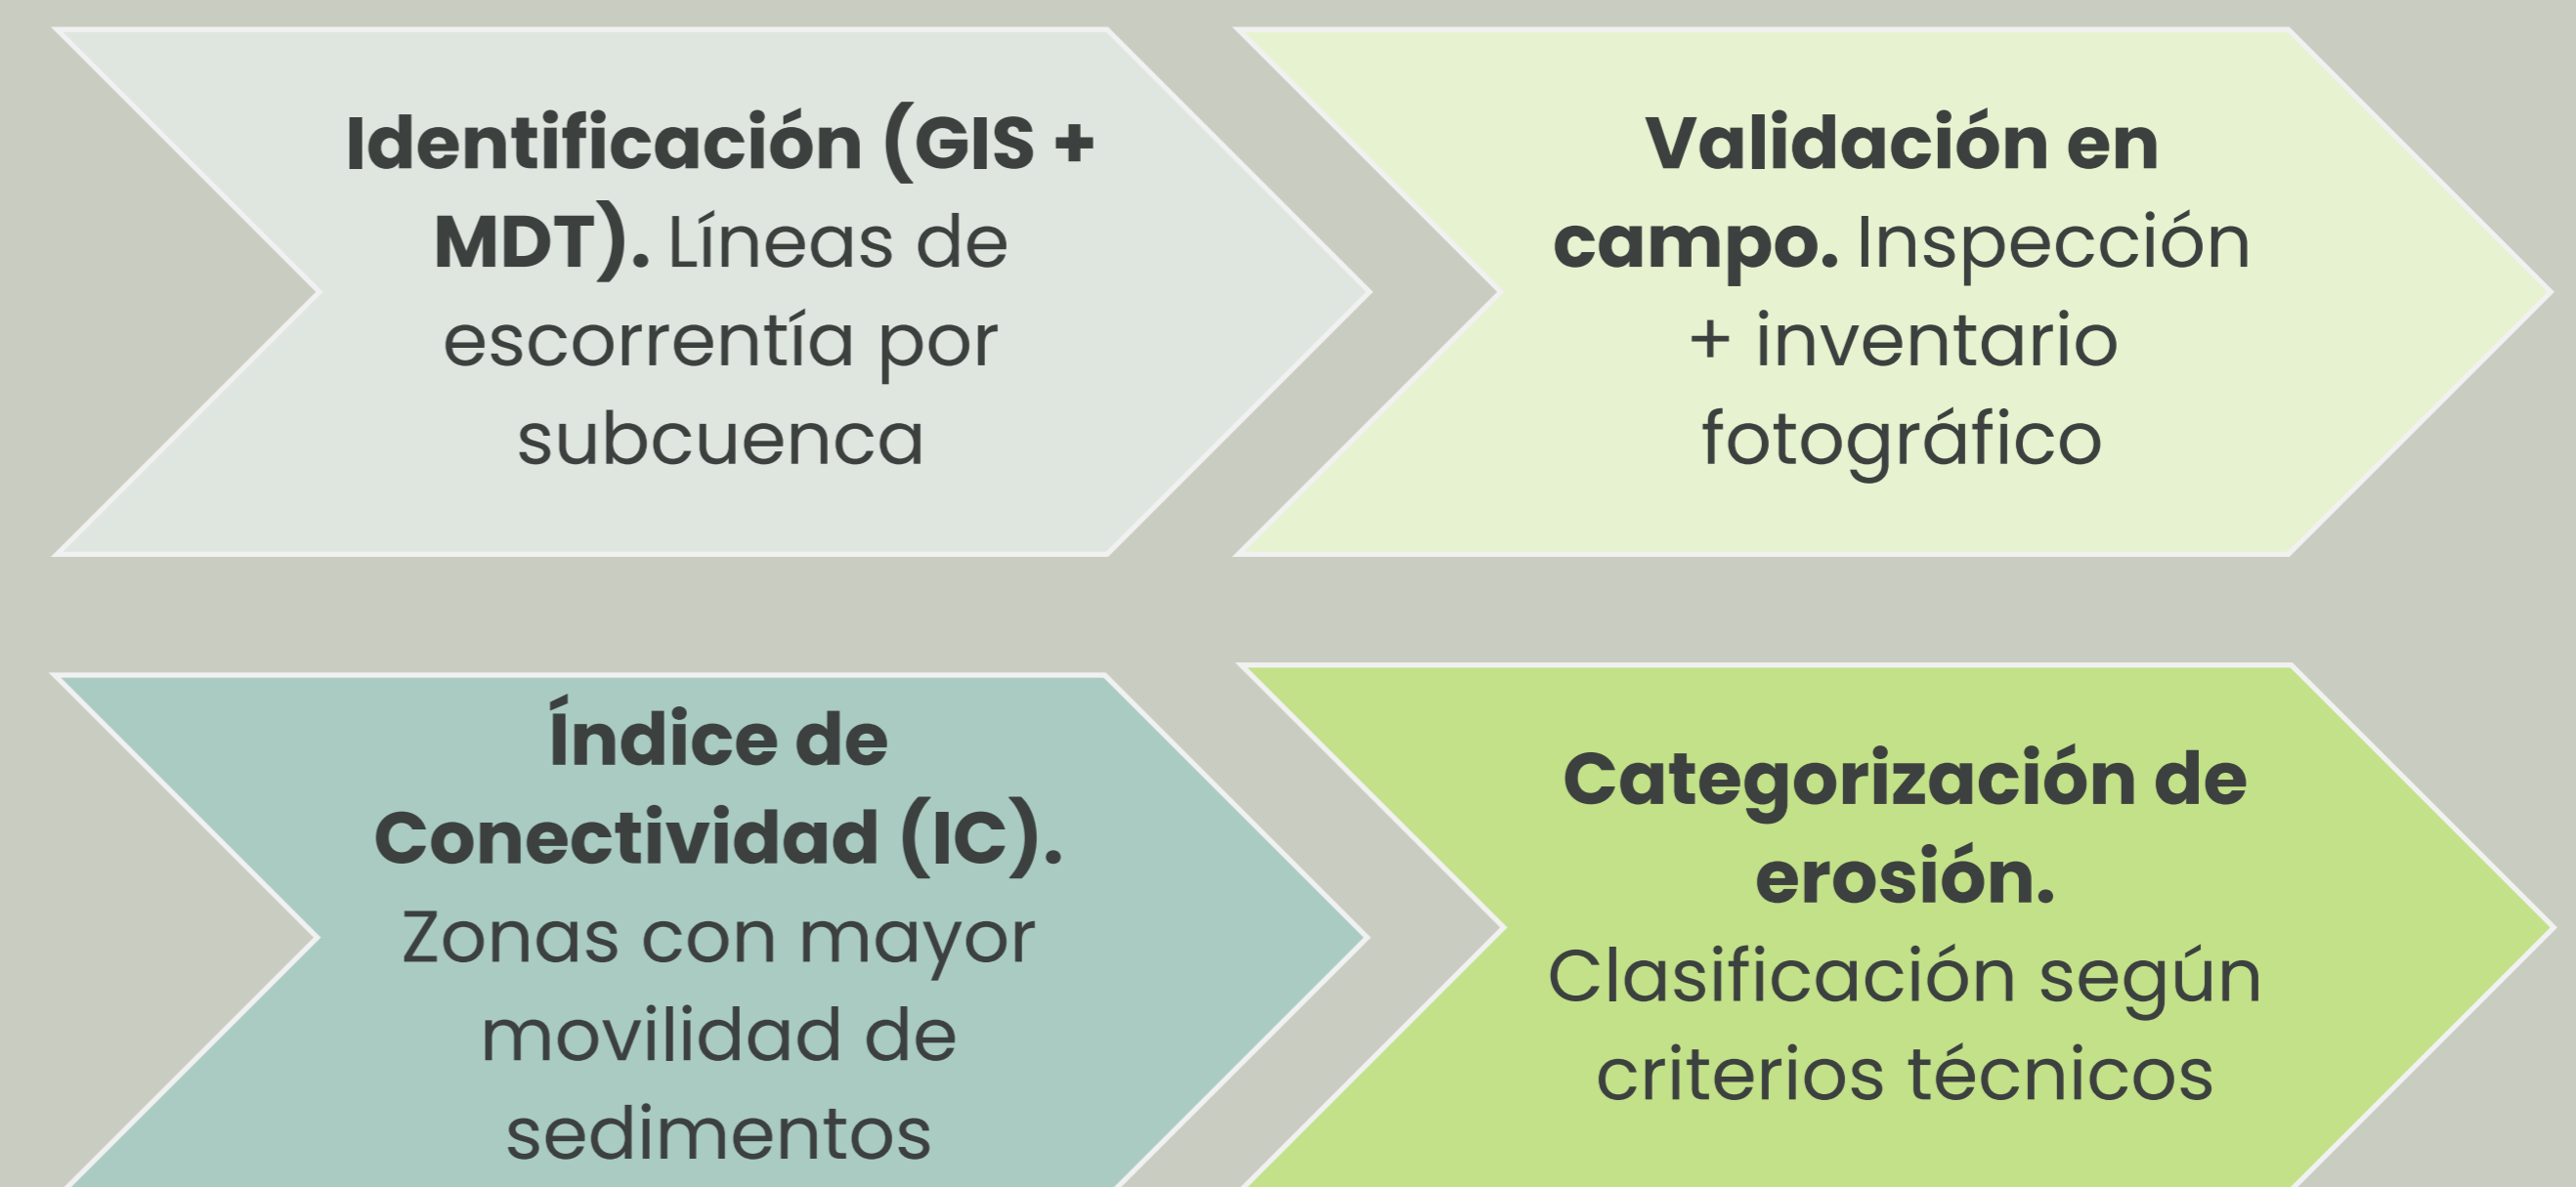 Identificación (GIS +
MDT). Líneas de
escorrentía por
subcuenca
Validación en
campo. Inspección
+ inventario
fotográfico
Índice de
Conectividad (IC).
Zonas con mayor
movilidad de
sedimentos
Categorización de
erosión.
Clasificación según
criterios técnicos